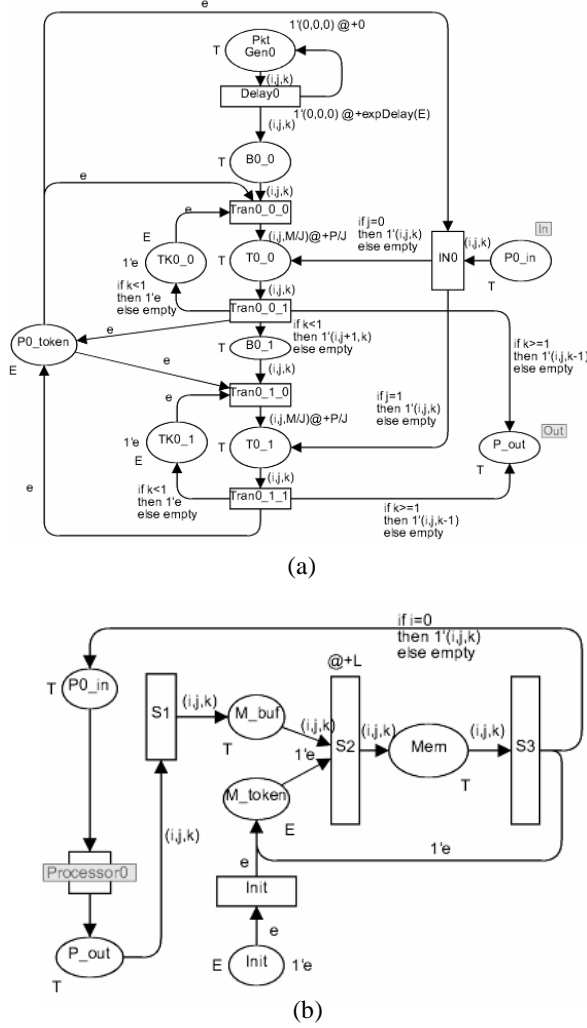 e
1'(0,0,0) @+0
Pkt
Gen0
T
(i,j,k)
Delay0
1'(0,0,0) @+expDelay(E)
(i,j,k)
B0_0
T
e
(i,j,k)
Tran0_0_0
E
(i,j,M/J)@+P/J
if j=0
then 1'(i,j,k)
else empty
In
(i,j,k)
P0_in
IN0
T
1'e
TK0_0
T
T0_0
if k<1
then 1'e
else empty
(i,j,k)
Tran0_0_1
e
if k<1
then 1'(i,j+1,k)
else empty
if k>=1
then 1'(i,j,k-1)
else empty
P0_token
E
T
B0_1
e
(i,j,k)
e
Tran0_1_0
if j=1
then 1'(i,j,k)
else empty
(i,j,M/J)@+P/J
1'e
TK0_1
E
T
T0_1
Out
P_out
T
e
if k<1
then 1'e
else empty
(i,j,k)
Tran0_1_1
if k>=1
then 1'(i,j,k-1)
else empty
(a)
if i=0
then 1'(i,j,k)
else empty
@+L
T
P0_in
S1
(i,j,k)
M_buf
T
(i,j,k)
S2
(i,j,k)
Mem
T
(i,j,k)
S3
1'e
M_token
E
(i,j,k)
1'e
e
Processor0
Init
e
P_out
T
E
Init
1'e
(b)